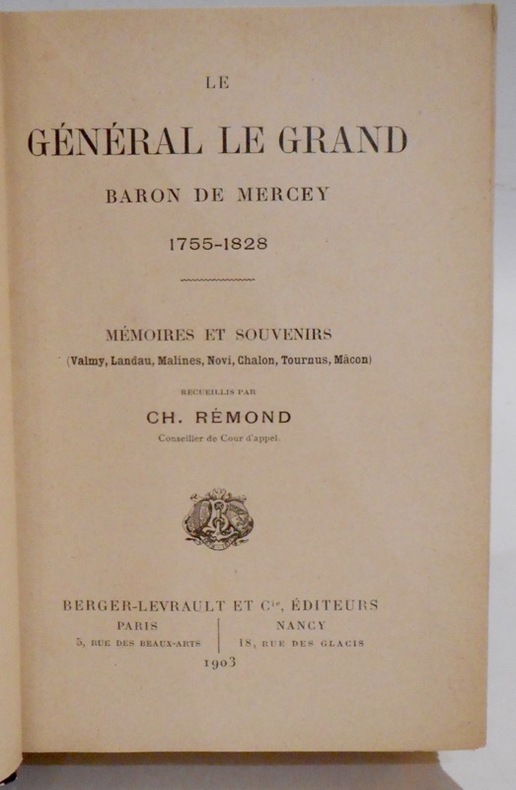 LE
GÉNÉRAL LE GRAND
BARON DE MERCEY
1755-1828
MÉMOIRES ET SOUVENIRS
(Valmy, Landau, Malines, Novi, Chalon, Tournus, Mâcon)
RECUEILLIS PAR
CH. RÉMOND
Conseiller de Cour d'appel.
BERGER-LEVRAULT ET Cie, ÉDITEURS
PARIS
5, RUE DES BEAUX-ARTS
NANCY
18, RUE DES GLACIS
1903